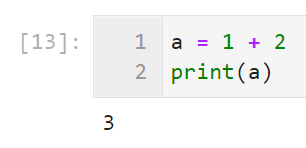 [13]: 1 a = 1 + 2
2 print(a)
3